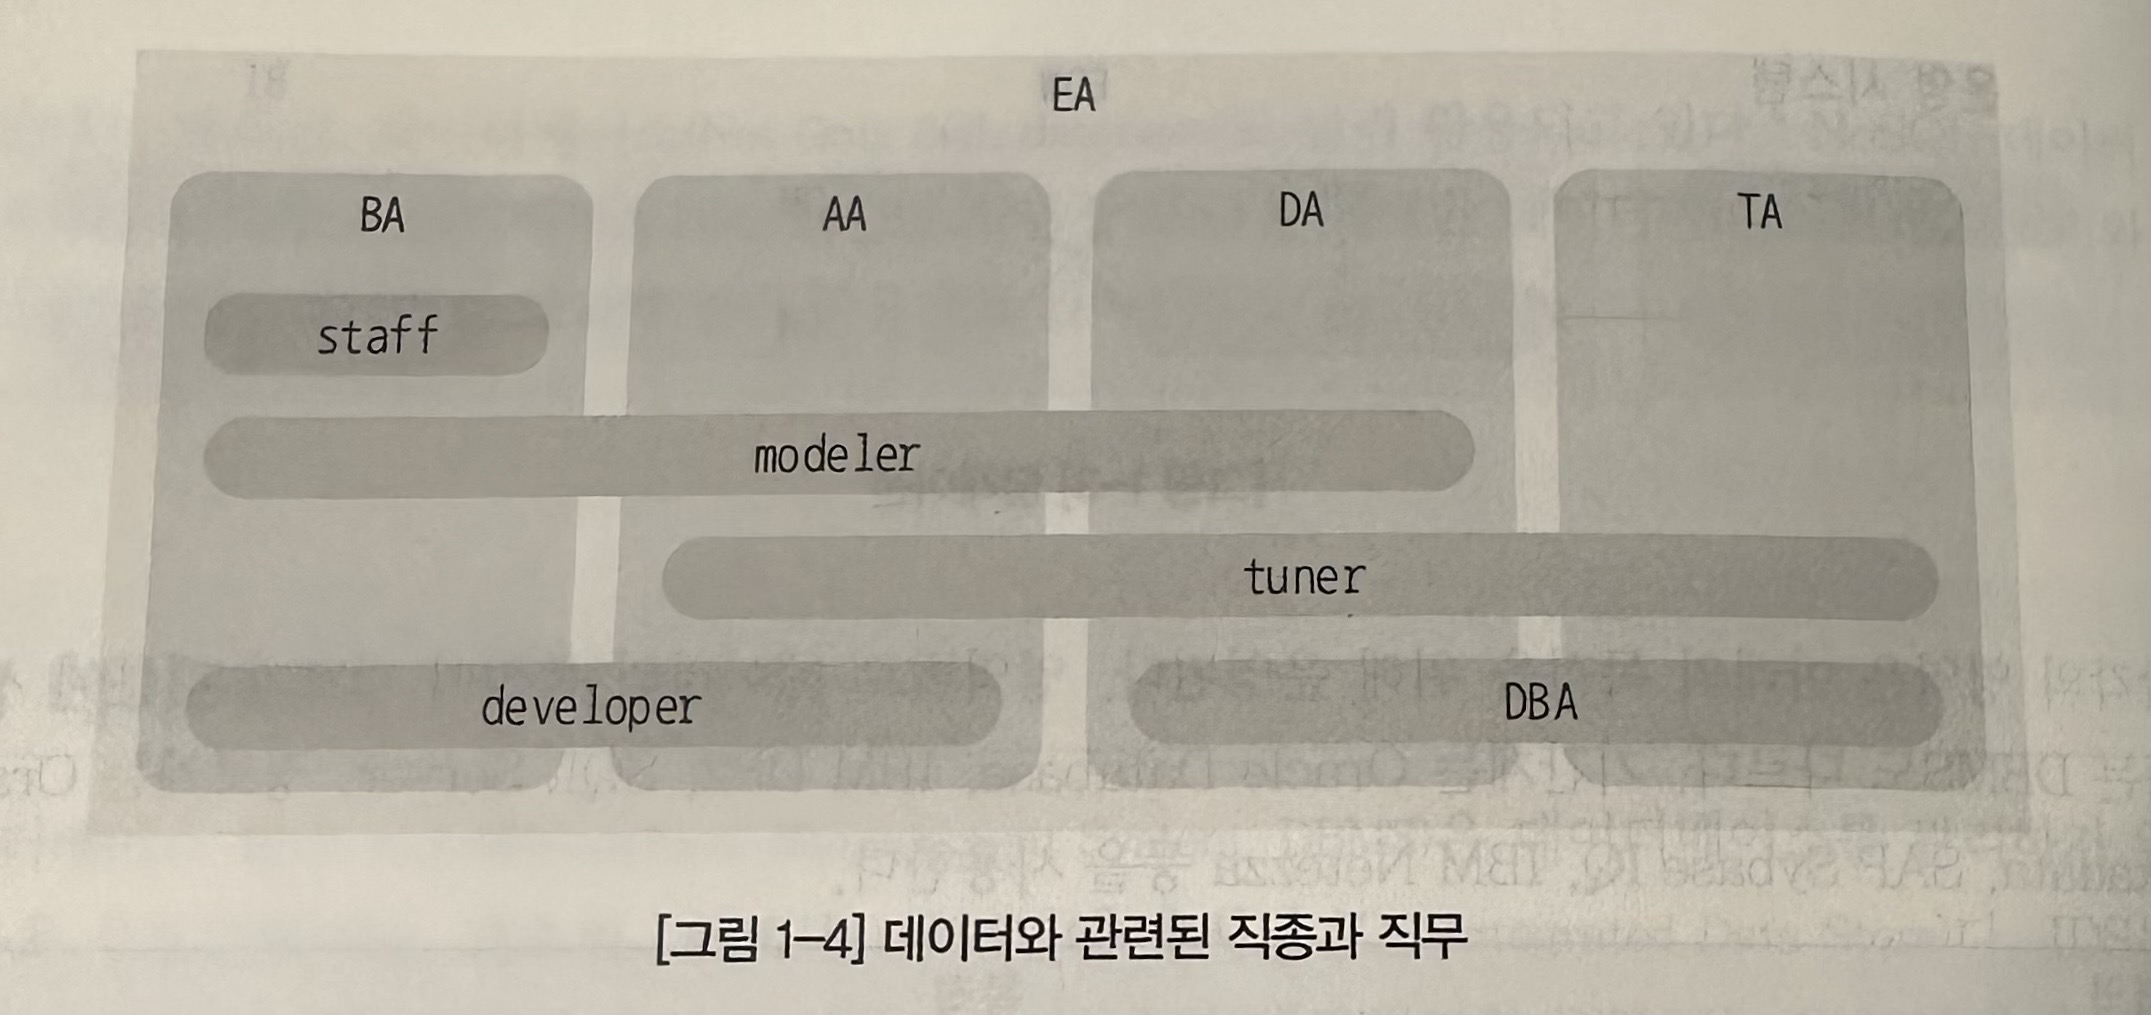 EA
BA AA DA TA
staff
modeler
tuner
developer DBA
[그림 1-4] 데이터와 관련된 직종과 직무